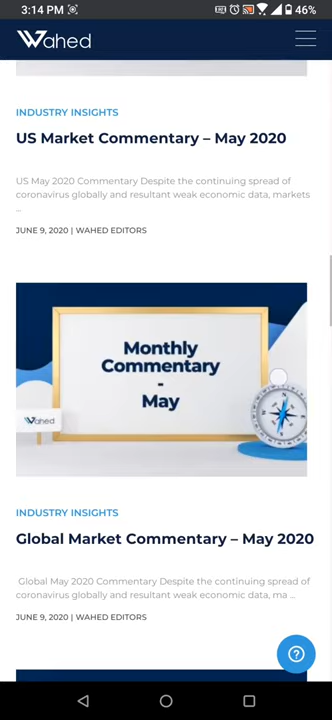 3:14 PM
46%
Wahed
INDUSTRY INSIGHTS
US Market Commentary – May 2020
US May 2020 Commentary Despite the continuing spread of
coronavirus globally and resultant weak economic data, markets
...
JUNE 9, 2020 | WAHED EDITORS
Monthly
Commentary
-
May
Wahed
INDUSTRY INSIGHTS
Global Market Commentary – May 2020
Global May 2020 Commentary Despite the continuing spread of
coronavirus globally and resultant weak economic data, ma ...
JUNE 9, 2020 | WAHED EDITORS